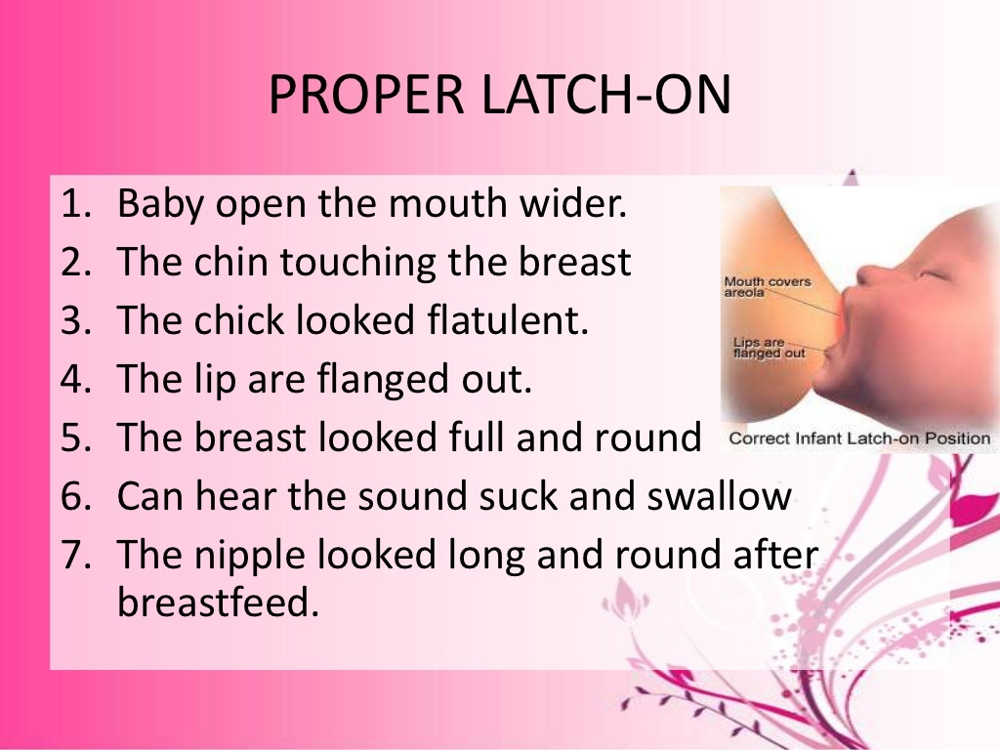 PROPER LATCH-ON
1. Baby open the mouth wider.
2. The chin touching the breast
3. The chick looked flatulent.
4. The lip are flanged out.
5. The breast looked full and round
6. Can hear the sound suck and swallow
7. The nipple looked long and round after
breastfeed.
Mouth covers
areola
Lips are
flanged out
Correct Infant Latch-on Position